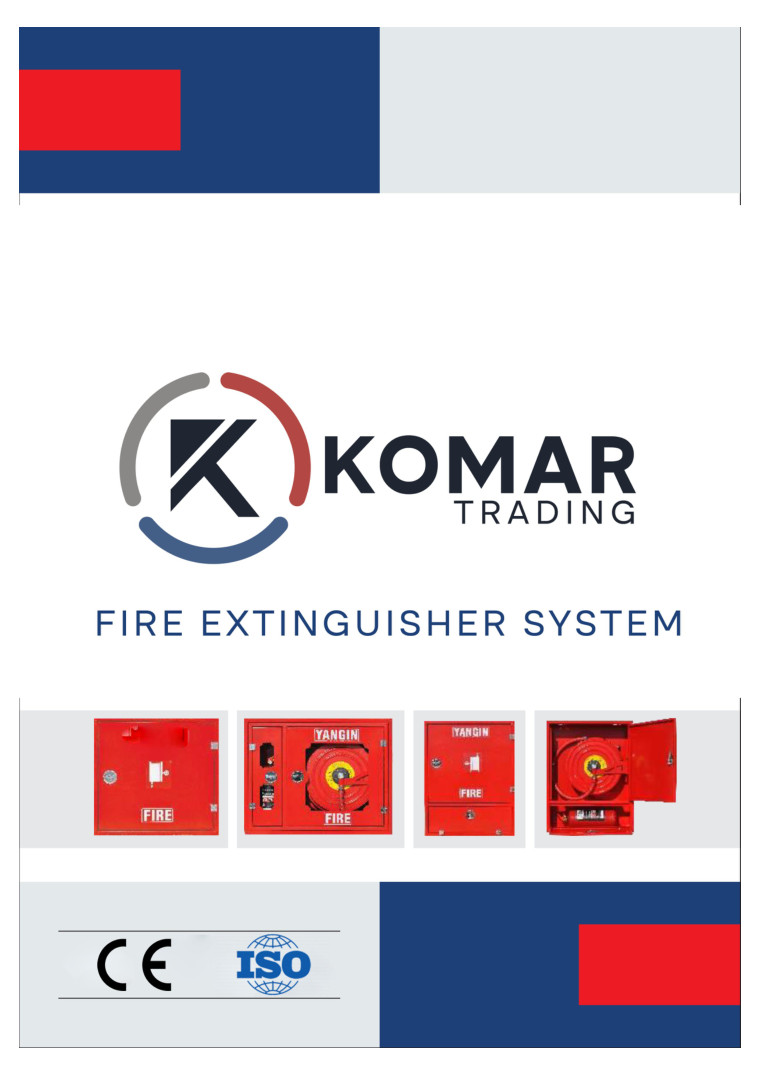 KOMAR
TRADING
FIRE EXTINGUISHER SYSTEM
FIRE
YANGIN
FIRE
YANGIN
FIRE
CE
ISO